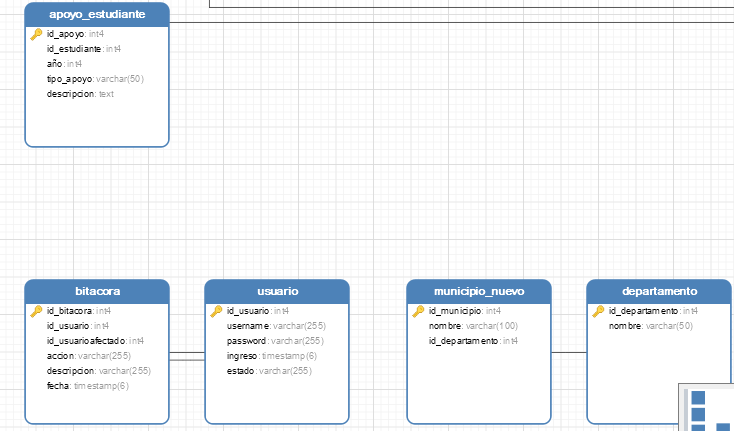 apoyo_estudiante
id_apoyo: int4
id_estudiante: int4
año: int4
tipo_apoyo: varchar(50)
descripcion: text
bitacora
id_bitacora: int4
id_usuario: int4
id_usuarioafectado: int4
accion: varchar(255)
descripcion: varchar(255)
fecha: timestamp(6)
usuario
id_usuario: int4
username: varchar(255)
password: varchar(255)
ingreso: timestamp(6)
estado: varchar(255)
municipio_nuevo
id_municipio: int4
nombre: varchar(100)
id_departamento: int4
departamento
id_departamento: int4
nombre: varchar(50)